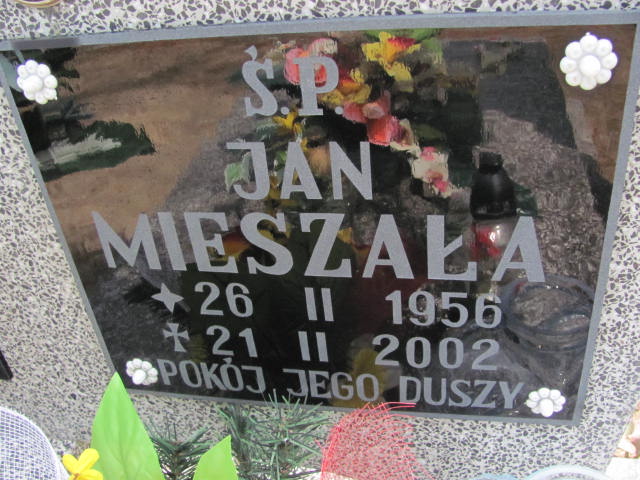 Ś.P.
JAN
MIESZAŁA
26 II 1956
21 II 2002
POKÓJ JEGO DUSZY